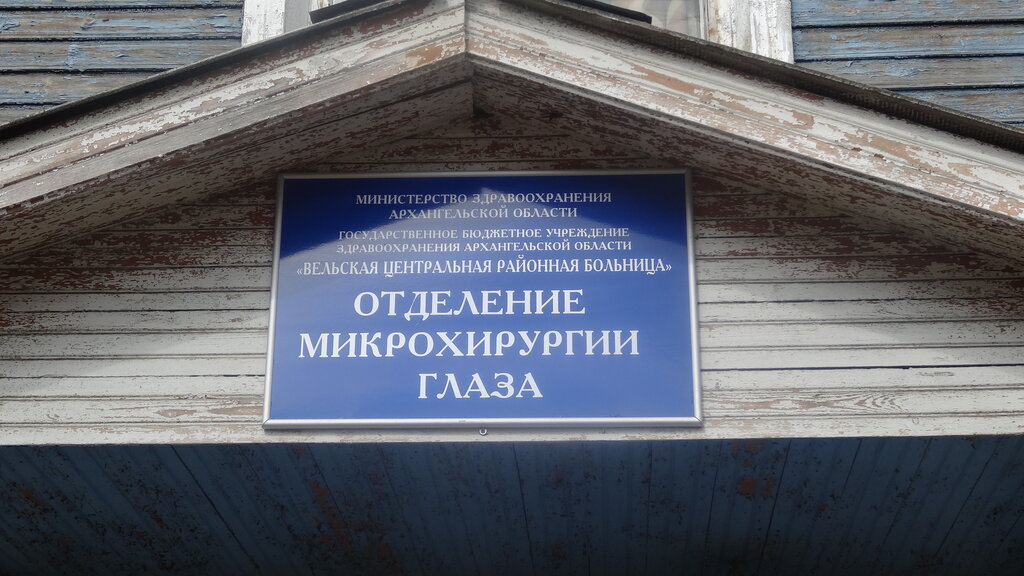 МИНИСТЕРСТВО ЗДРАВООХРАНЕНИЯ
АРХАНГЕЛЬСКОЙ ОБЛАСТИ
ГОСУДАРСТВЕННОЕ БЮДЖЕТНОЕ УЧРЕЖДЕНИЕ
ЗДРАВООХРАНЕНИЯ АРХАНГЕЛЬСКОЙ ОБЛАСТИ
«ВЕЛЬСКАЯ ЦЕНТРАЛЬНАЯ РАЙОННАЯ БОЛЬНИЦА»
ОТДЕЛЕНИЕ
МИКРОХИРУРГИИ
ГЛАЗА